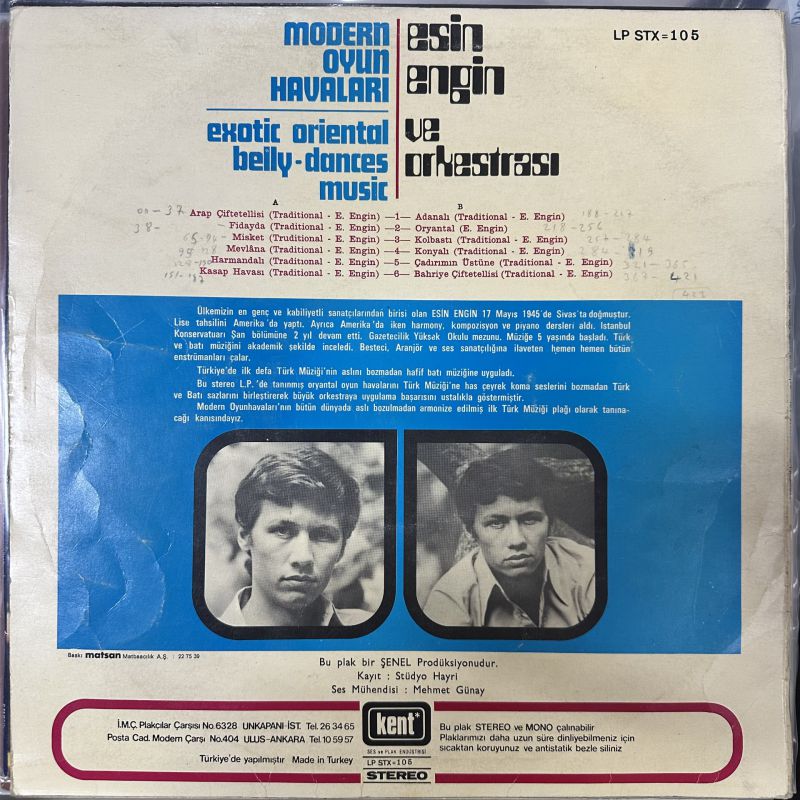 MODERN
OYUN
HAVALARI
exotic oriental
belly-dances
music
esin
engin
ve
orkestrası
LP STX=105
A B
Arap Çiftetellisi (Traditional - E. Engin) —1— Adanalı (Traditional - E. Engin)
Fidayda (Traditional - E. Engin) —2— Oryantal (E. Engin)
Misket (Traditional - E. Engin) —3— Kolbastı (Traditional - E. Engin)
Mevlâna (Traditional - E. Engin) —4— Konyalı (Traditional - E. Engin)
Harmandalı (Traditional - E. Engin) —5— Çadırımın Üstüne (Traditional - E. Engin)
Kasap Havası (Traditional - E. Engin) —6— Bahriye Çiftetellisi (Traditional - E. Engin)
Ülkemizin en genç ve kabiliyetli sanatçılarından birisi olan ESİN ENGİN 17 Mayıs 1945'de Sivas'ta doğmuştur.
Lise tahsilini Amerika'da yaptı. Ayrıca Amerika'da iken harmony, kompozisyon ve piyano dersleri aldı. İstanbul
Konservatuarı Şan bölümüne 2 yıl devam etti. Gazetecilik Yüksek Okulu mezunu. Müziğe 5 yaşında başladı. Türk
ve batı müziğini akademik şekilde inceledi. Besteci, Aranjör ve ses sanatçılığına ilaveten hemen hemen bütün
enstrümanları çalar.
Türkiye'de ilk defa Türk Müziği'nin aslını bozmadan hafif batı müziğine uyguladı.
Bu stereo L.P.'de tanınmış oryantal oyun havalarını Türk Müziği'ne has çeyrek koma seslerini bozmadan Türk
ve Batı sazlarını birleştirerek büyük orkestraya uygulama başarısını ustalıkla göstermiştir.
Modern Oyunhavaları'nın bütün dünyada aslı bozulmadan armonize edilmiş ilk Türk Müziği plağı olarak tanına-
cağı kanısındayız.
Baskı matsan Matbaacılık A.Ş. : 22 75 39
Bu plak bir ŞENEL Prodüksiyonudur.
Kayıt : Stüdyo Hayri
Ses Mühendisi : Mehmet Günay
İ.M.Ç. Plakçılar Çarşısı No.6328 UNKAPANI-İST. Tel. 26 34 65
Posta Cad. Modern Çarşı No.404 ULUS-ANKARA Tel. 10 59 57
Türkiye'de yapılmıştır Made in Turkey
kent*
SES ve PLAK ENDÜSTRİSİ
LP STX=105
STEREO
Bu plak STEREO ve MONO çalınabilir
Plaklarımızı daha uzun süre dinliyebilmeniz için
sıcaktan koruyunuz ve antistatik bezle siliniz